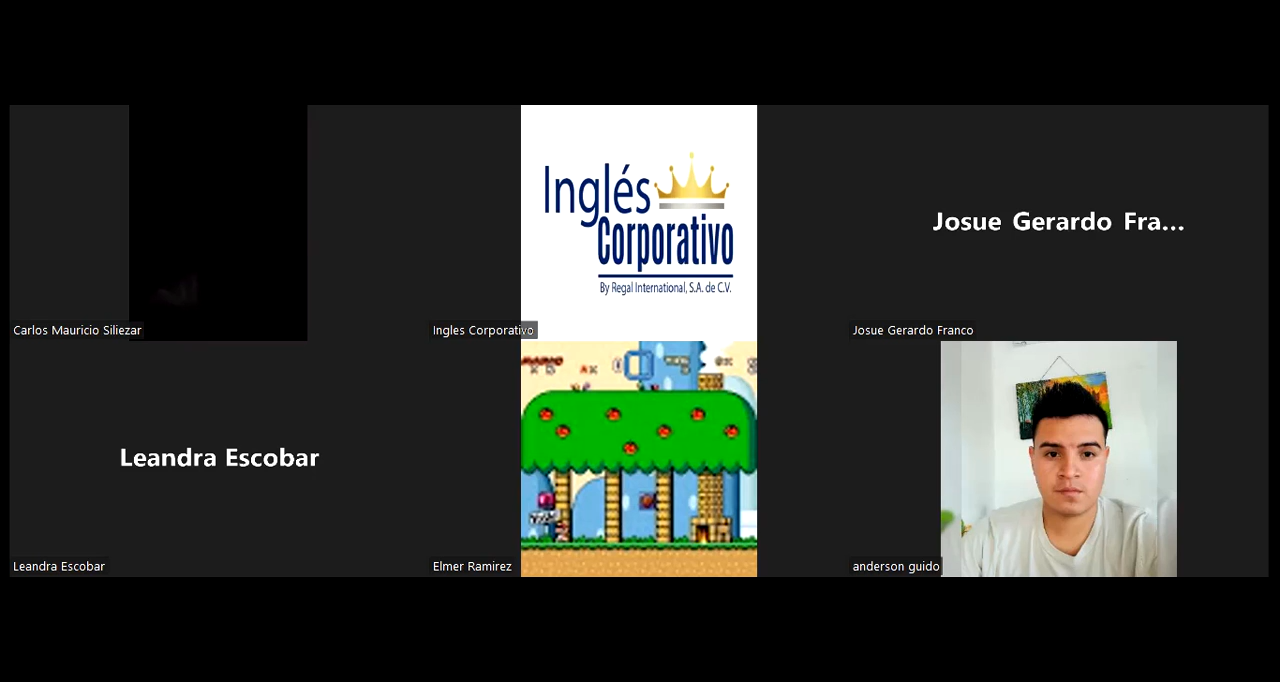 Inglés
Corporativo
By Regal International, S.A. de C.V.
Josue Gerardo Fra...
Carlos Mauricio Siliezar
Ingles Corporativo
Josue Gerardo Franco
MARIO
Leandra Escobar
Leandra Escobar
Elmer Ramirez
anderson guido